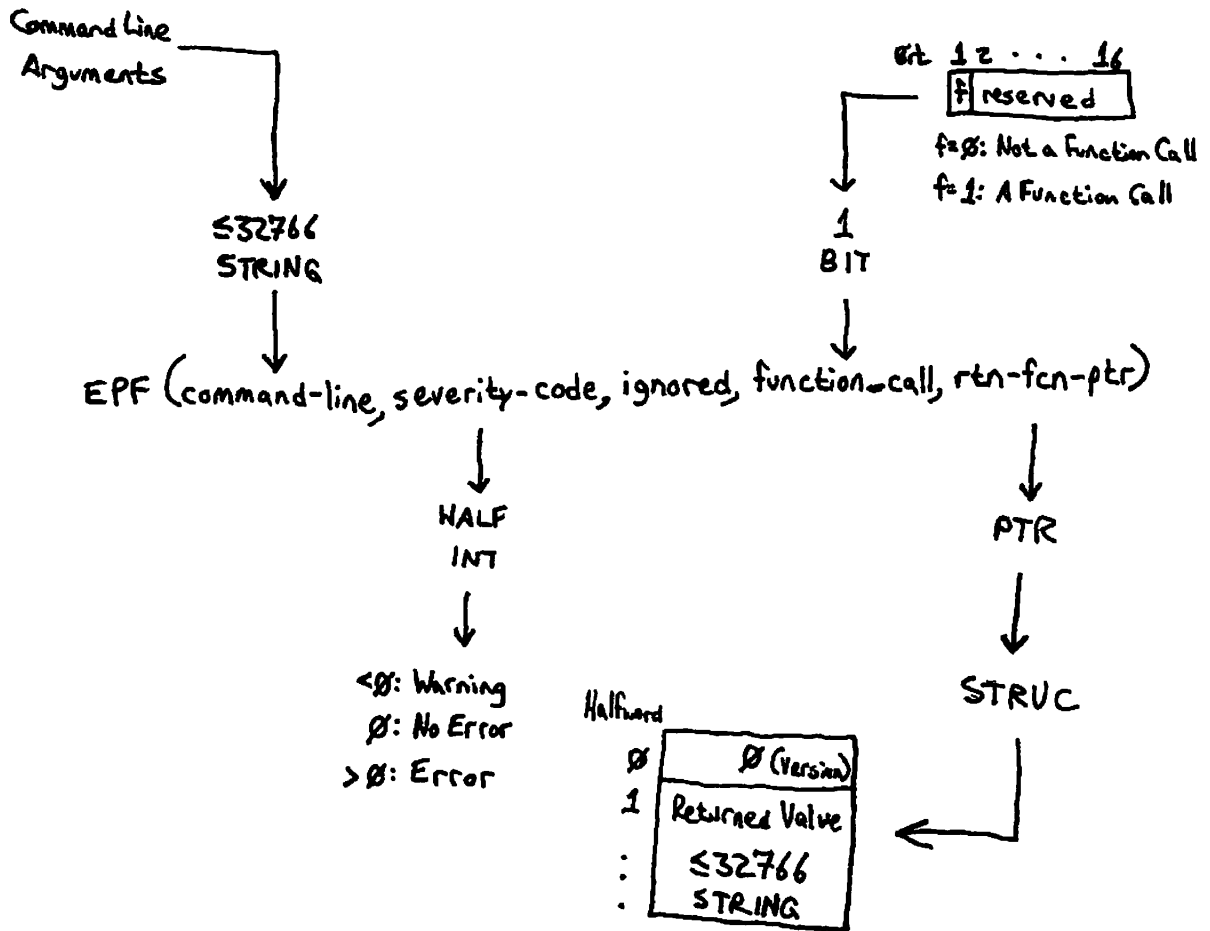 Command Line
Arguments
Bit 1 2 . . . 16
f reserved
f=Ø: Not a Function Call
f=1: A Function Call
≤32766
STRING
1
BIT
EPF (command-line, severity-code, ignored, function-call, rtn-fcn-ptr)
HALF
INT
PTR
<Ø: Warning
Ø: No Error
>Ø: Error
STRUC
Halfword
Ø Ø (Version)
1 Returned Value
: ≤32766
. STRING